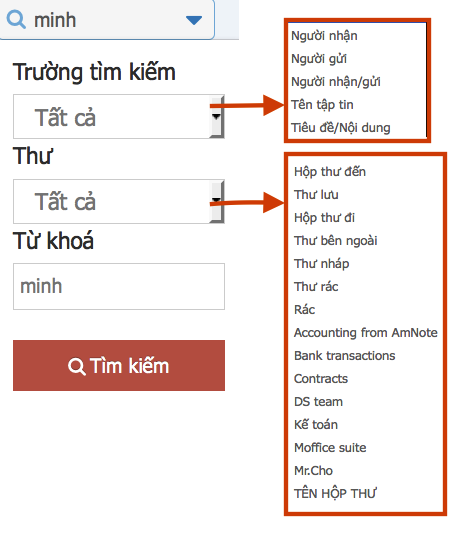 minh
Trường tìm kiếm
Tất cả
Thư
Tất cả
Từ khoá
minh
Tìm kiếm
Người nhận
Người gửi
Người nhận/gửi
Tên tập tin
Tiêu đề/Nội dung
Hộp thư đến
Thư lưu
Hộp thư đi
Thư bên ngoài
Thư nháp
Thư rác
Rác
Accounting from AmNote
Bank transactions
Contracts
DS team
Kế toán
Moffice suite
Mr.Cho
TÊN HỘP THƯ